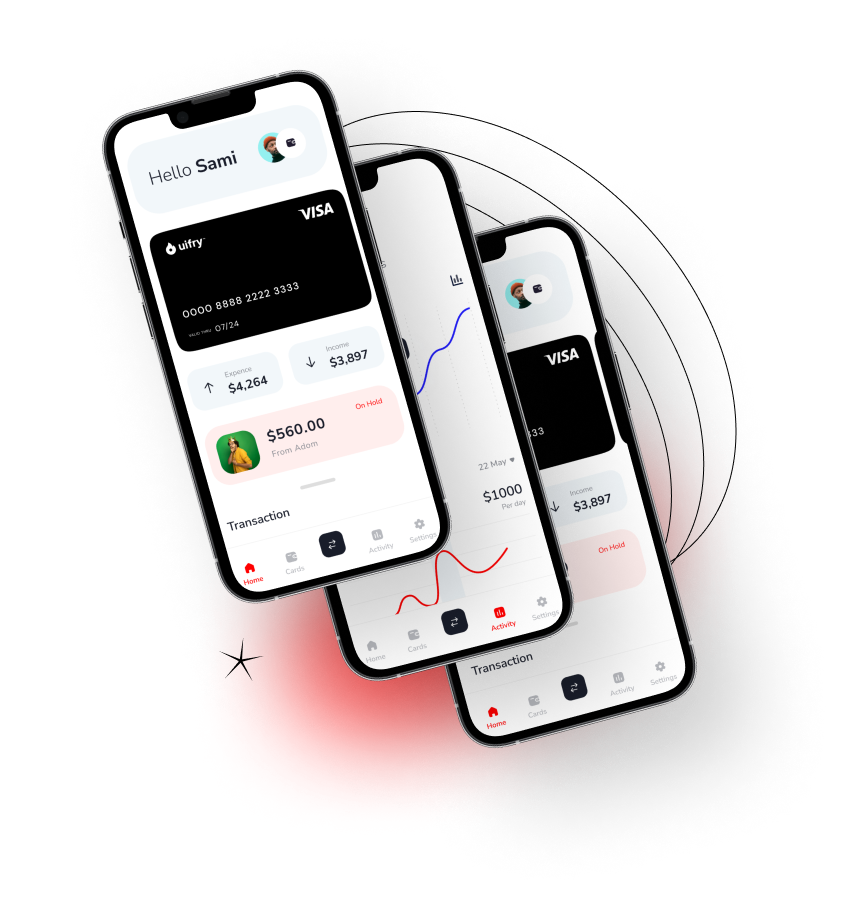 Hello Sami
VISA
uifry
0000 8888 2222 3333
VALID THRU 07/24
Expence
$4,264
Income
$3,897
On Hold
$560.00
From Adom
Transaction
Home
Cards
Activity
Settings
22 May
$1000
Per day
Home
Cards
Activity
Settings
VISA
33
Income
$3,897
On Hold
Transaction
Home
Cards
Activity
Settings